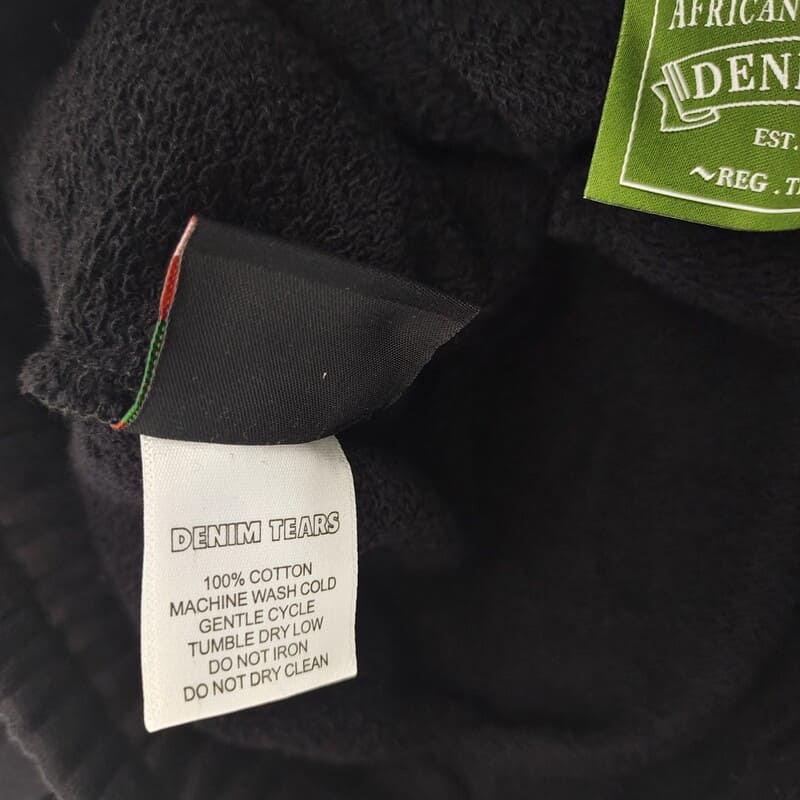 AFRICAN
DENI
EST.
~REG . T
DENIM TEARS
100% COTTON
MACHINE WASH COLD
GENTLE CYCLE
TUMBLE DRY LOW
DO NOT IRON
DO NOT DRY CLEAN